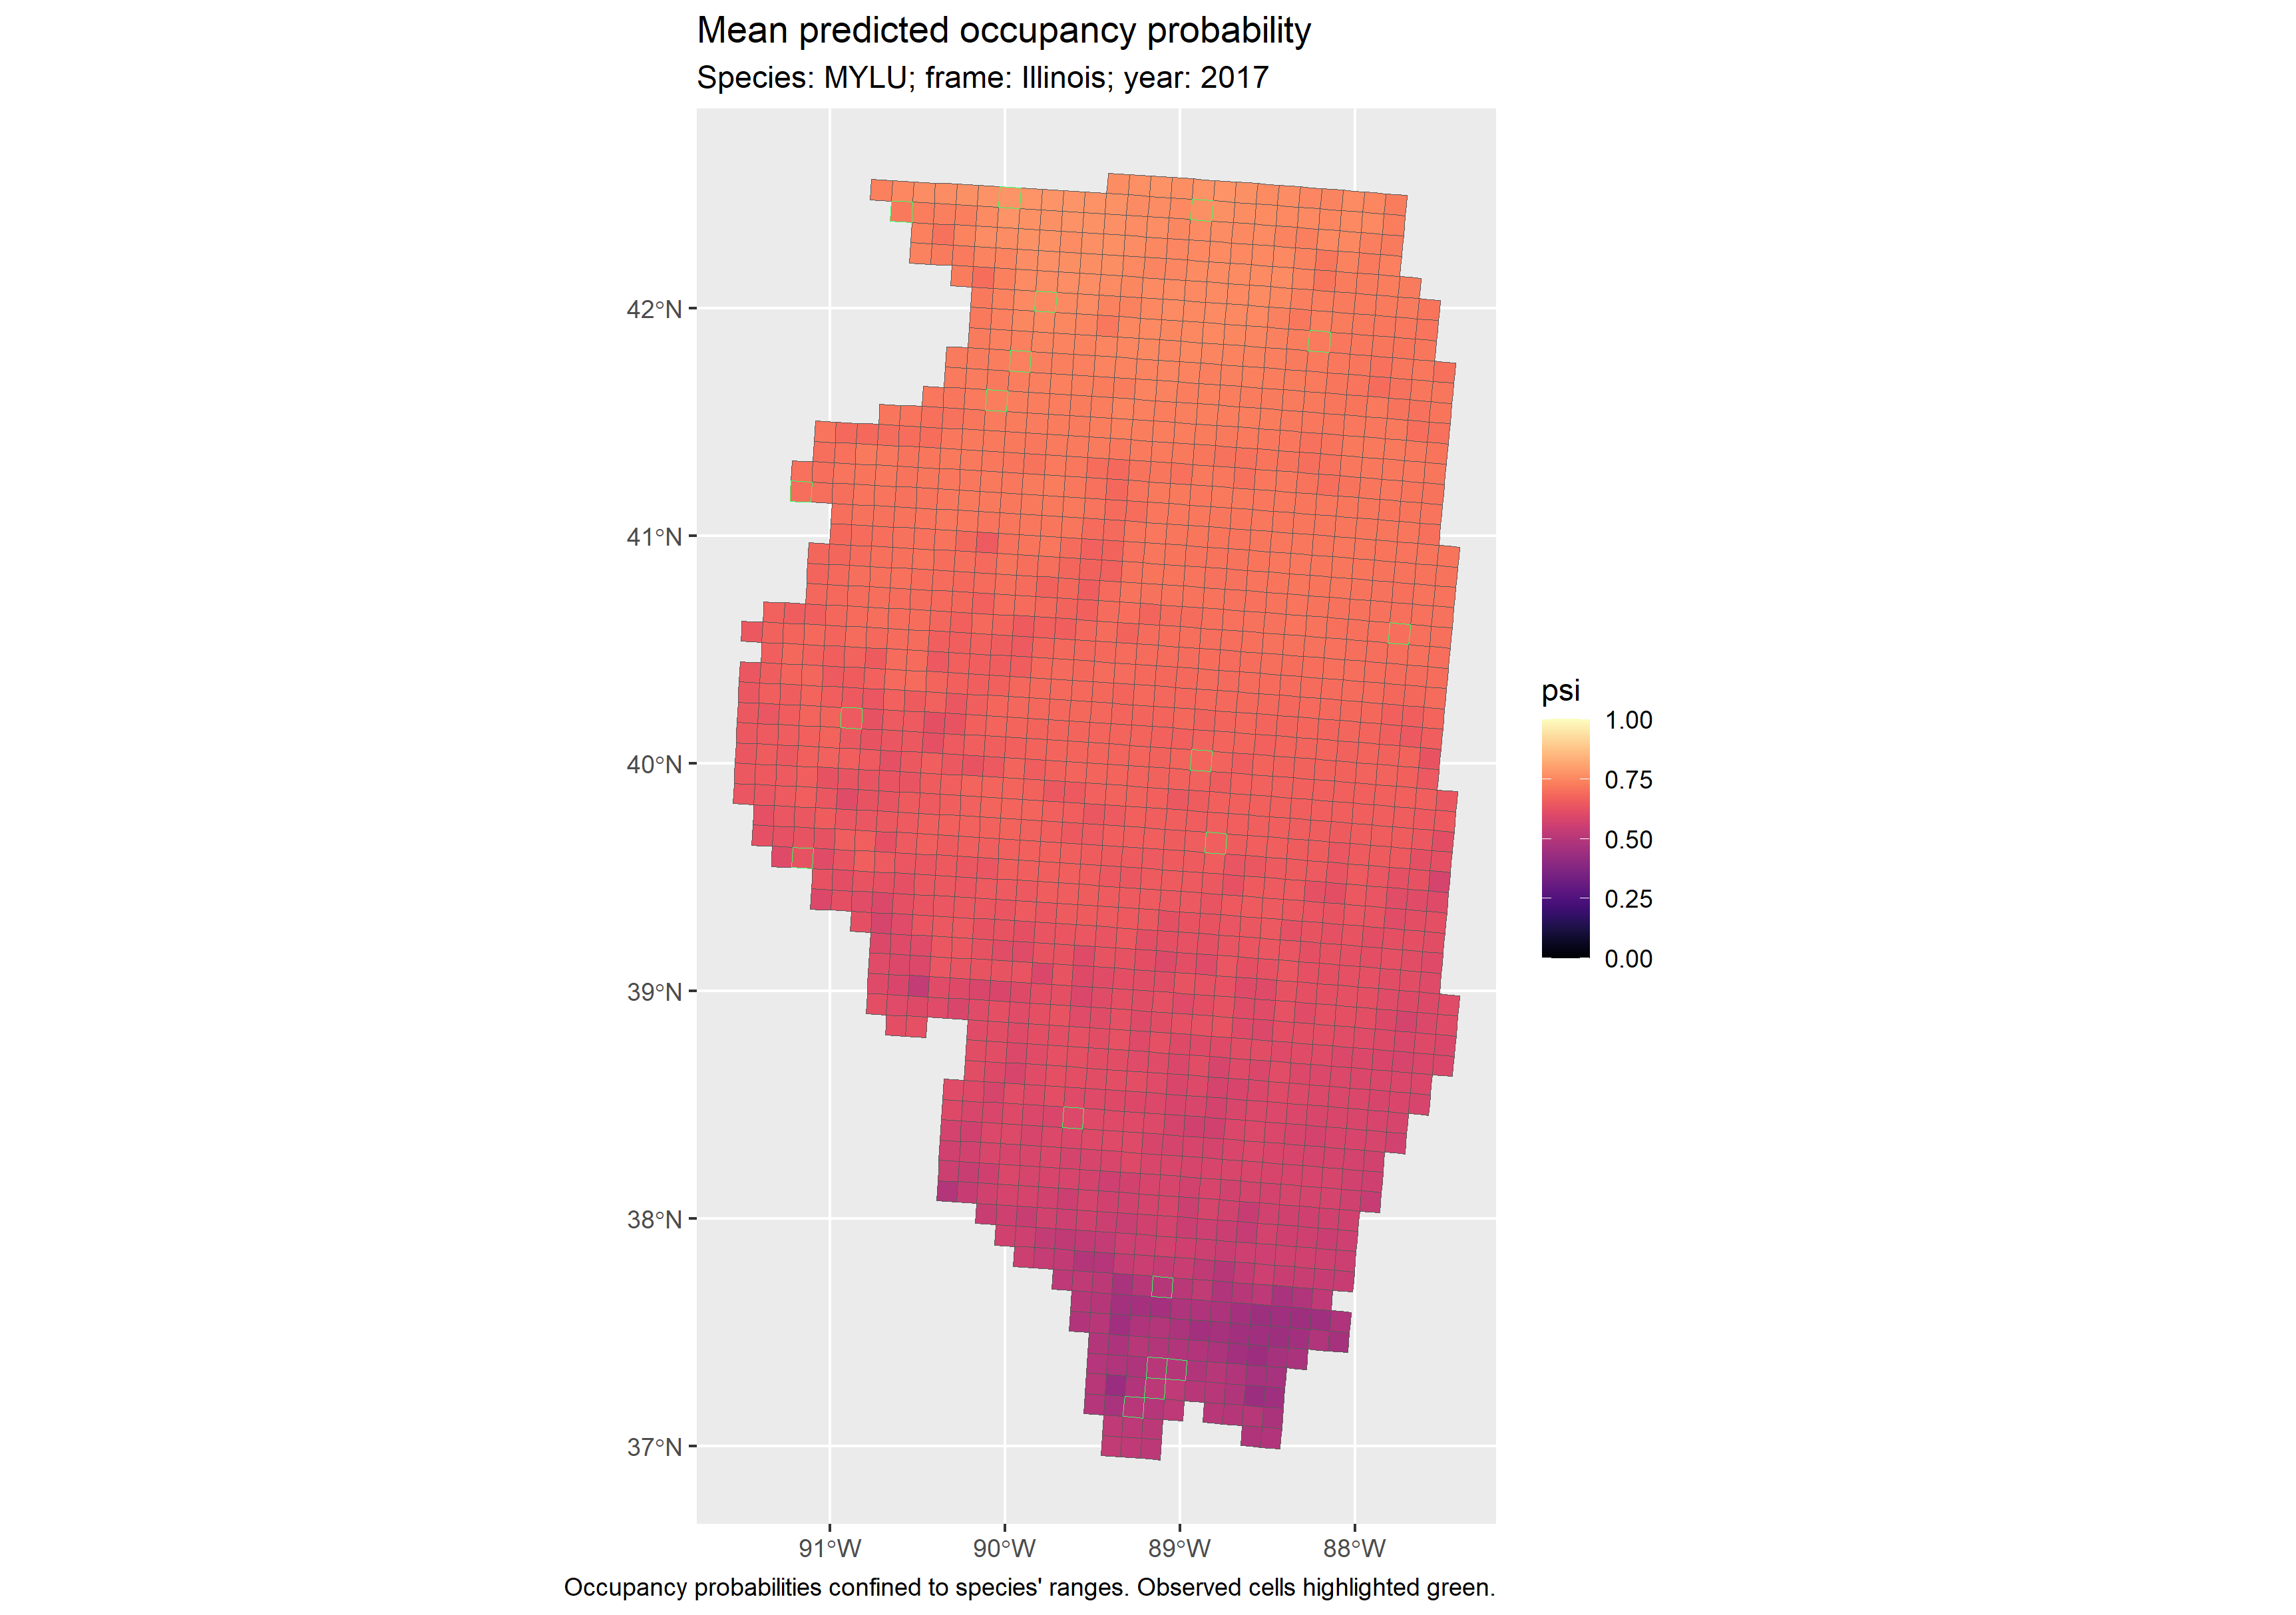 Mean predicted occupancy probability
Species: MYLU; frame: Illinois; year: 2017
42°N
41°N
40°N
39°N
38°N
37°N
91°W
90°W
89°W
88°W
psi
1.00
0.75
0.50
0.25
0.00
Occupancy probabilities confined to species' ranges. Observed cells highlighted green.